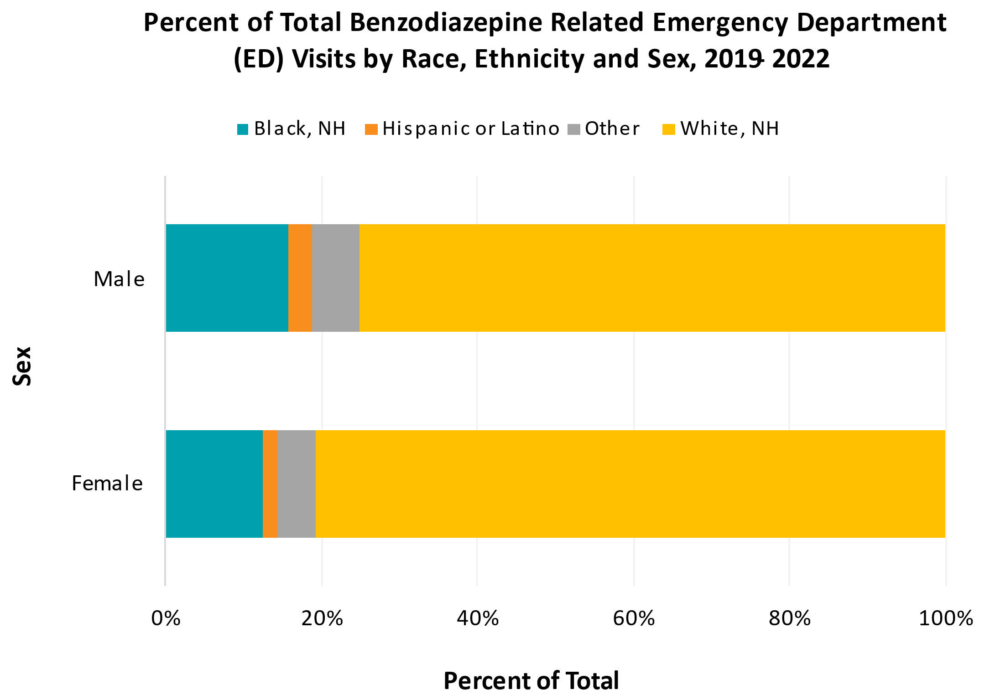 Percent of Total Benzodiazepine Related Emergency Department
(ED) Visits by Race, Ethnicity and Sex, 2019- 2022
Black, NH Hispanic or Latino Other White, NH
Male
Sex
Female
0% 20% 40% 60% 80% 100%
Percent of Total